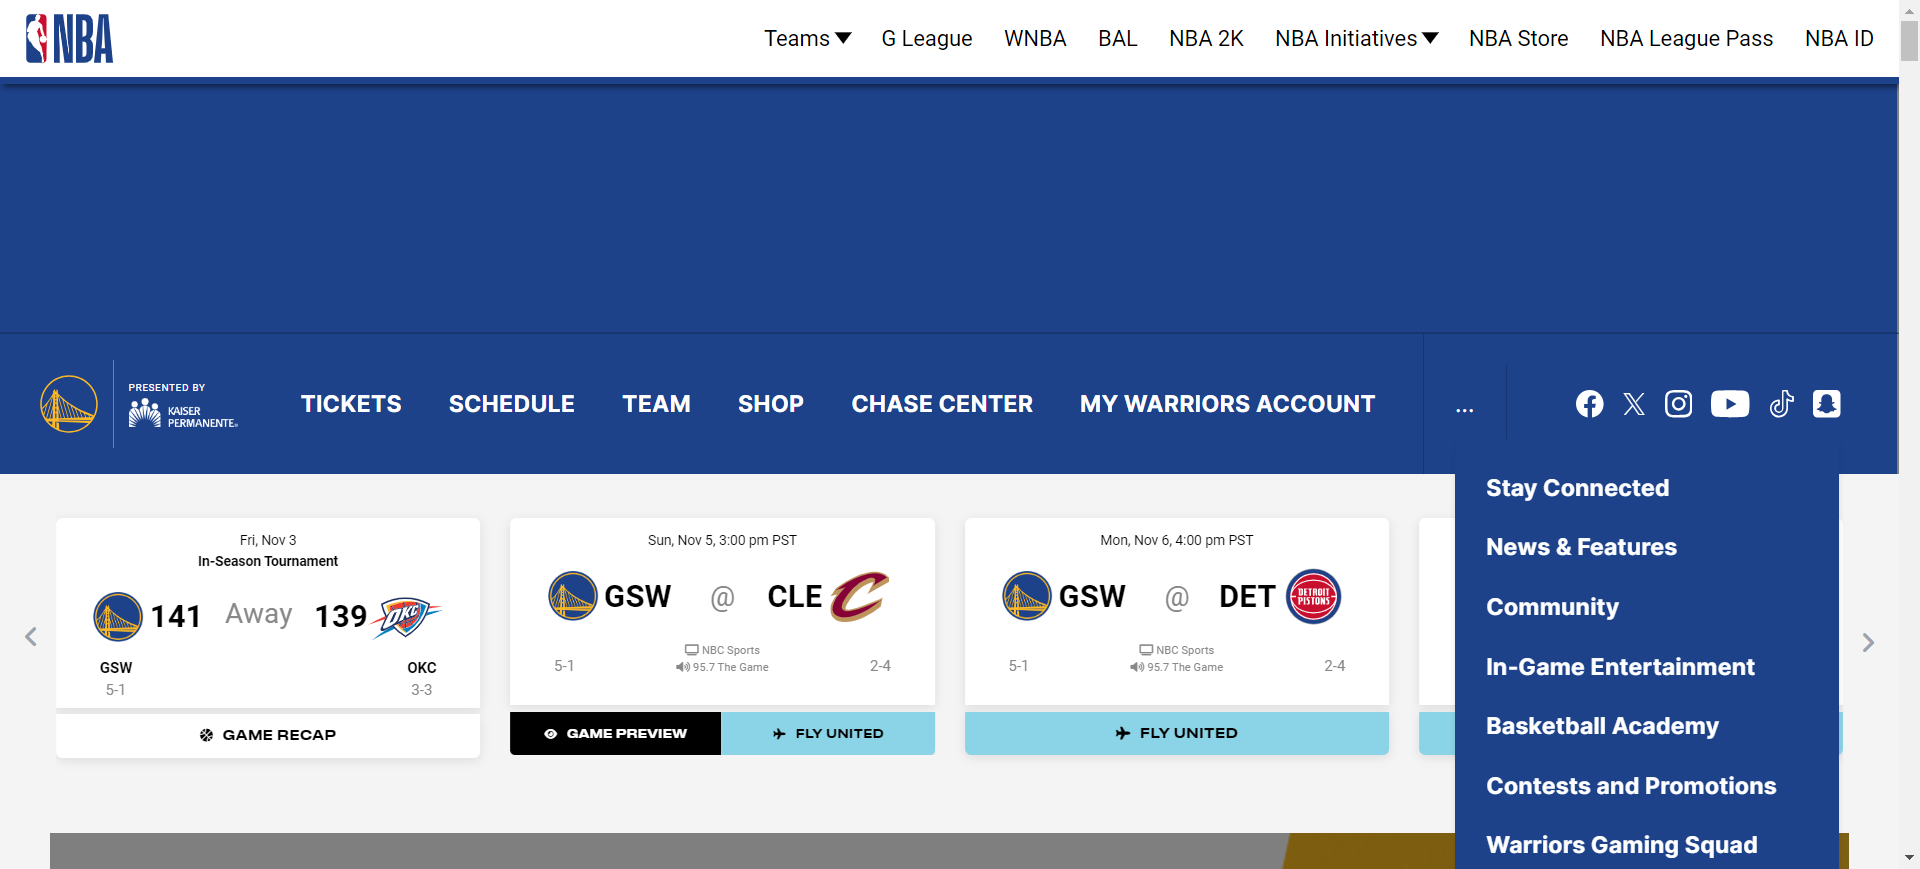 NBA
Teams
G League
WNBA
BAL
NBA 2K
NBA Initiatives
NBA Store
NBA League Pass
NBA ID
PRESENTED BY
KAISER
PERMANENTE®
TICKETS
SCHEDULE
TEAM
SHOP
CHASE CENTER
MY WARRIORS ACCOUNT
...
Stay Connected
News & Features
Community
In-Game Entertainment
Basketball Academy
Contests and Promotions
Warriors Gaming Squad
Fri, Nov 3
In-Season Tournament
141 Away 139
OKC
GSW OKC
5-1 3-3
GAME RECAP
Sun, Nov 5, 3:00 pm PST
GSW @ CLE
NBC Sports
95.7 The Game
5-1 2-4
GAME PREVIEW
FLY UNITED
Mon, Nov 6, 4:00 pm PST
GSW @ DET
DETROIT
PISTONS
NBC Sports
95.7 The Game
5-1 2-4
FLY UNITED